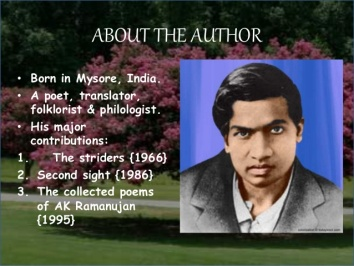 ABOUT THE AUTHOR
• Born in Mysore, India.
• A poet, translator,
folklorist & philologist.
• His major
contributions:
1. The striders {1966}
2. Second sight {1986}
3. The collected poems
of AK Ramanujan
{1995}